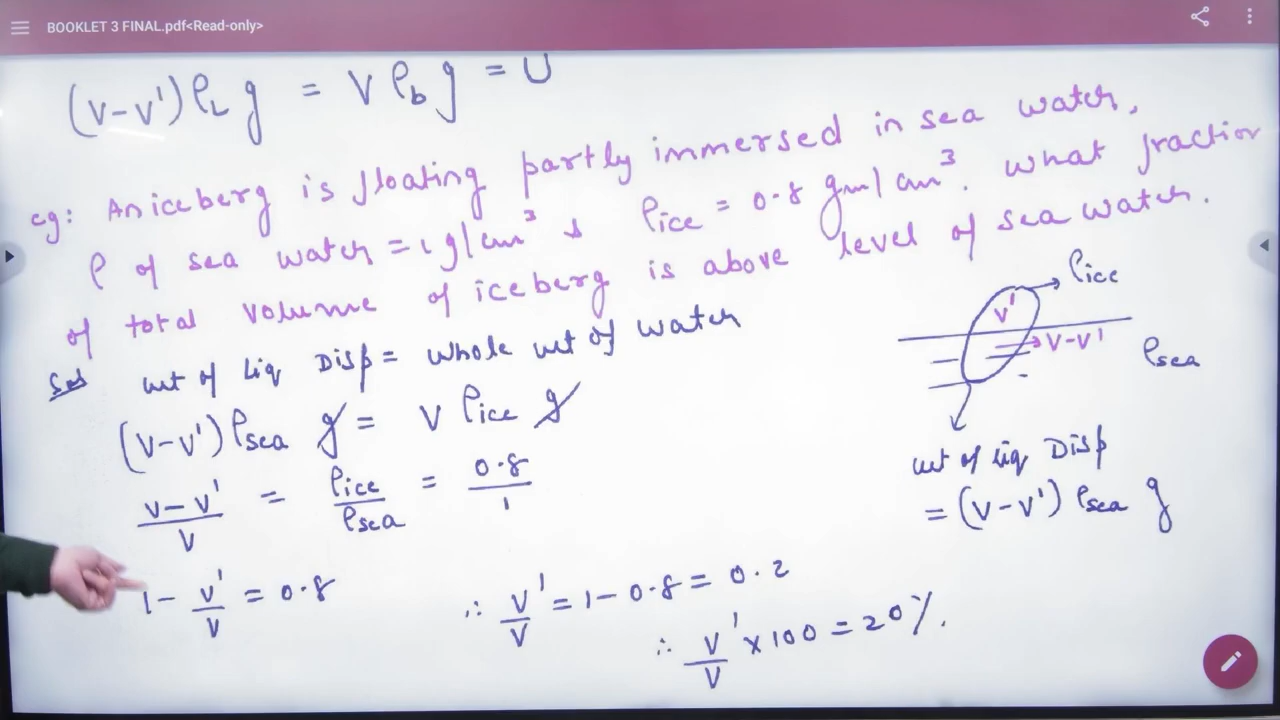 BOOKLET 3 FINAL.pdf<Read-only>
(V-V')ρL g = V ρb g = U
eg: An iceberg is floating partly immersed in sea water,
ρ of sea water = 1 g/cm³ & ρice = 0.8 gm/cm³. What fraction
of total volume of iceberg is above level of sea water.
Sol wt of liq Disp = whole wt of water
(V-V')ρsea g = V ρice g
V-V'/V = ρice/ρsea = 0.8/1
1 - V'/V = 0.8
∴ V'/V = 1-0.8 = 0.2
∴ V'/V x 100 = 20%.
ρice
V'
V-V'
ρsea
wt of liq Disp
= (V-V') ρsea g